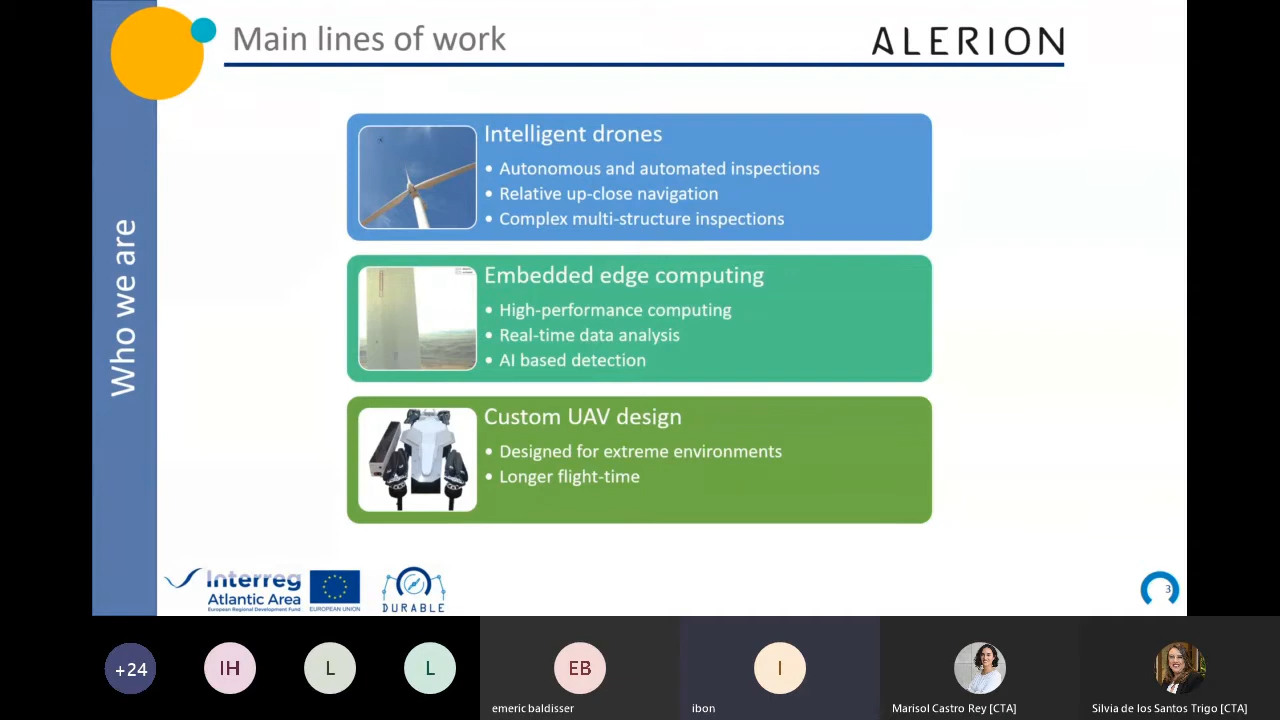 Main lines of work
ALERION
Who we are
Intelligent drones
• Autonomous and automated inspections
• Relative up-close navigation
• Complex multi-structure inspections
Embedded edge computing
• High-performance computing
• Real-time data analysis
• AI based detection
Custom UAV design
• Designed for extreme environments
• Longer flight-time
Interreg
Atlantic Area
European Regional Development Fund
EUROPEAN UNION
DURABLE
3
+24
IH
L
L
EB
I
emeric baldisser
ibon
Marisol Castro Rey [CTA]
Silvia de los Santos Trigo [CTA]